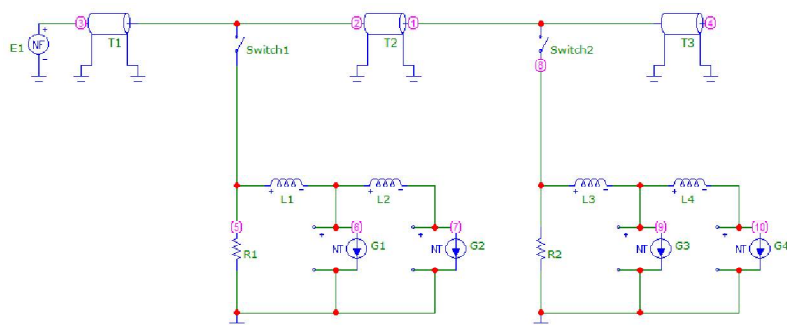 3 2 1 4
E1 + NF - T1 Switch1 T2 Switch2 T3
8
+ L1 + L2 + L3 + L4
5 + 6 + 7 + 9 + 10
R1 NT G1 NT G2 R2 NT G3 NT G4
- - - -